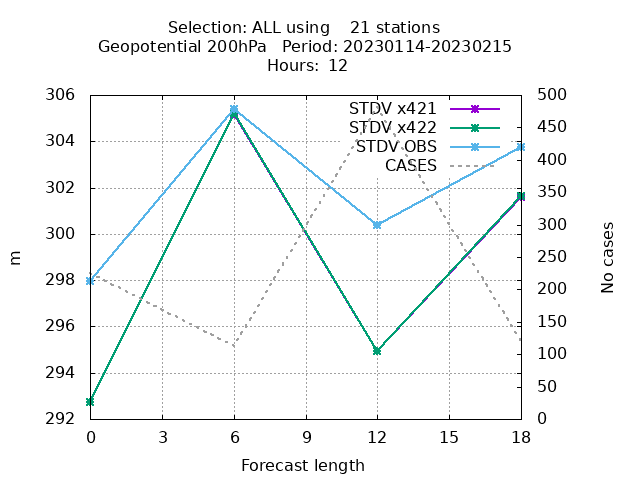 Selection: ALL using    21 stations
Geopotential 200hPa   Period: 20230114-20230215
Hours:  12
306
304
302
300
298
296
294
292
m
500
450
400
350
300
250
200
150
100
50
0
No cases
STDV x421
STDV x422
STDV OBS
CASES
0 3 6 9 12 15 18
Forecast length